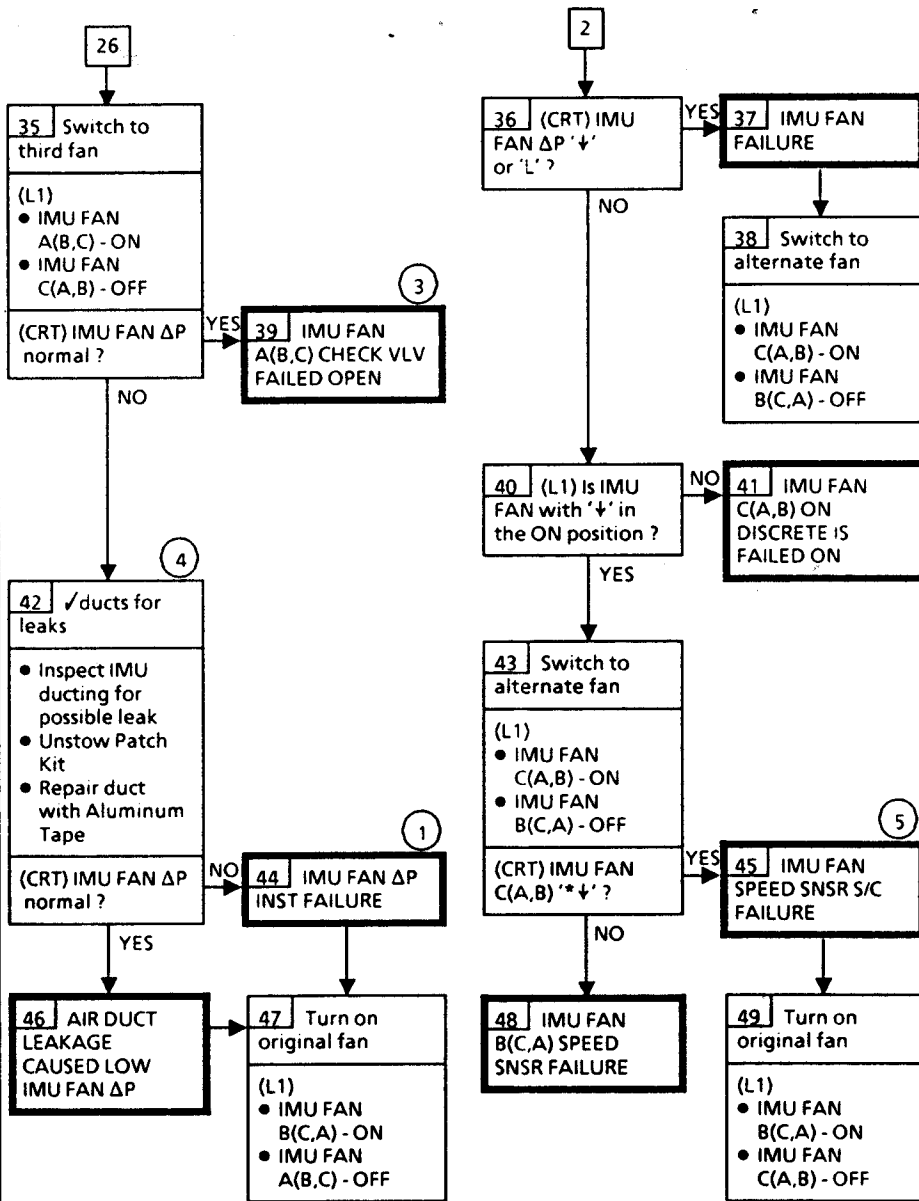 26
35 Switch to
third fan
(L1)
● IMU FAN
A(B,C) - ON
● IMU FAN
C(A,B) - OFF
(CRT) IMU FAN ΔP
normal ?
YES
NO
3
39 IMU FAN
A(B,C) CHECK VLV
FAILED OPEN
4
42 ✓ducts for
leaks
● Inspect IMU
ducting for
possible leak
● Unstow Patch
Kit
● Repair duct
with Aluminum
Tape
(CRT) IMU FAN ΔP
normal ?
NO
YES
1
44 IMU FAN ΔP
INST FAILURE
46 AIR DUCT
LEAKAGE
CAUSED LOW
IMU FAN ΔP
47 Turn on
original fan
(L1)
● IMU FAN
B(C,A) - ON
● IMU FAN
A(B,C) - OFF
2
36 (CRT) IMU
FAN ΔP '↓'
or 'L' ?
YES
NO
37 IMU FAN
FAILURE
38 Switch to
alternate fan
(L1)
● IMU FAN
C(A,B) - ON
● IMU FAN
B(C,A) - OFF
40 (L1) Is IMU
FAN with '↓' in
the ON position ?
NO
YES
41 IMU FAN
C(A,B) ON
DISCRETE IS
FAILED ON
43 Switch to
alternate fan
(L1)
● IMU FAN
C(A,B) - ON
● IMU FAN
B(C,A) - OFF
(CRT) IMU FAN
C(A,B) '*↓' ?
YES
NO
5
45 IMU FAN
SPEED SNSR S/C
FAILURE
48 IMU FAN
B(C,A) SPEED
SNSR FAILURE
49 Turn on
original fan
(L1)
● IMU FAN
B(C,A) - ON
● IMU FAN
C(A,B) - OFF